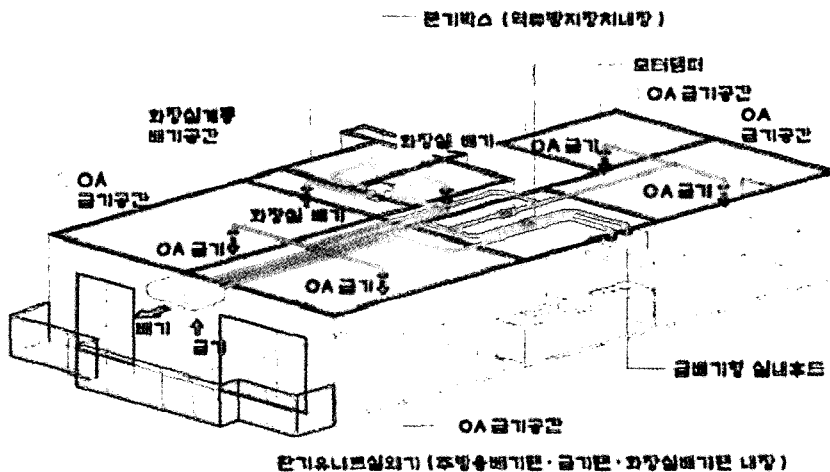 분기박스 (역류방지장치내장)
모터댐퍼
OA 급기공간
OA
급기공간
화장실계통
배기공간
화장실 배기
OA 급기
OA 급기
OA
급기공간
화장실 배기
OA 급기
OA 급기
배기
급기
급배기형 실내후드
OA 급기공간
환기유니트실외기 (주방용배기팬·급기팬·화장실배기팬 내장)